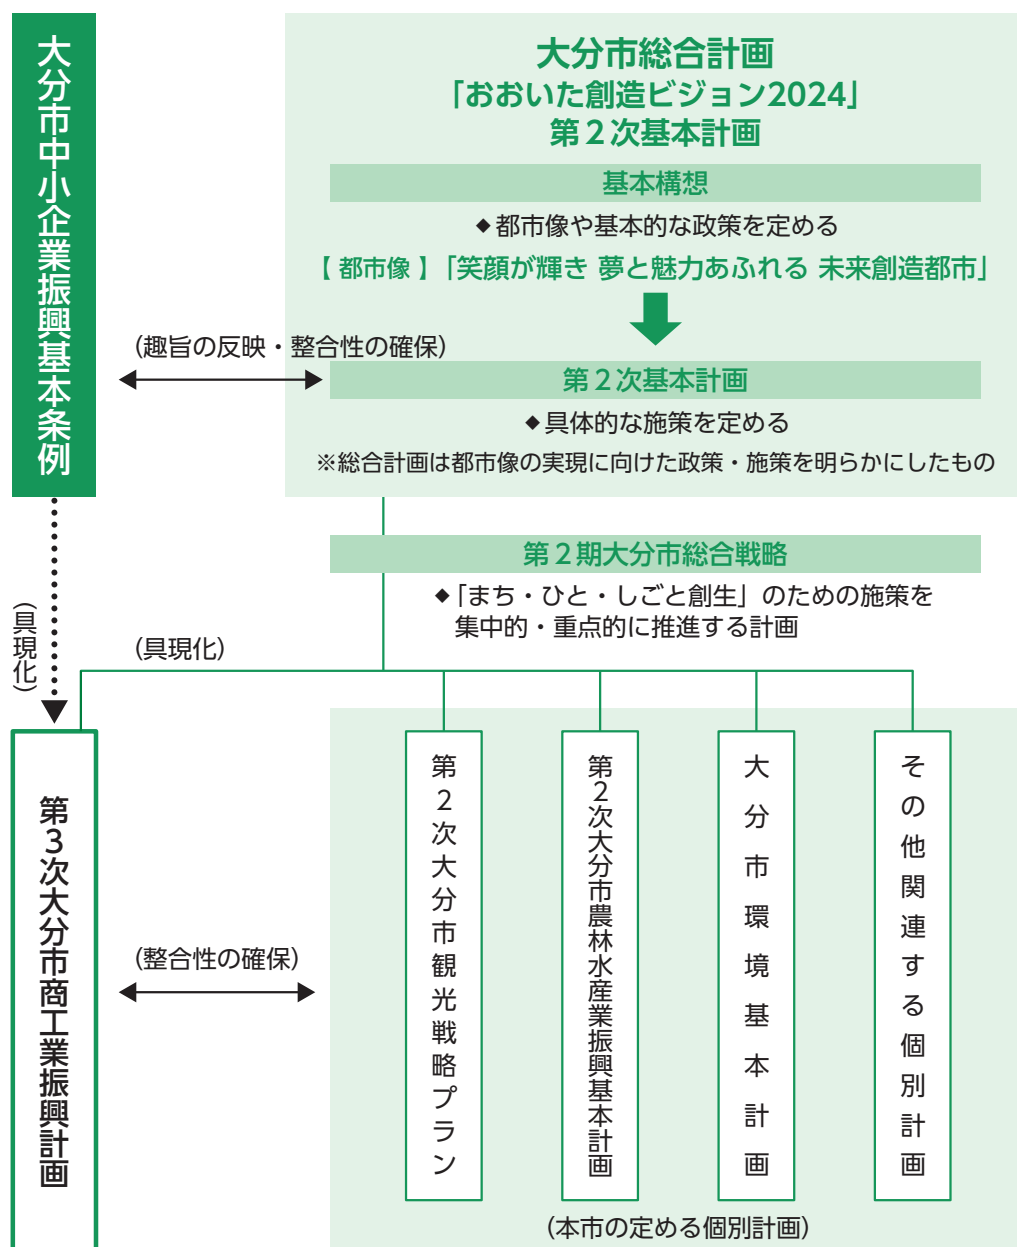 大分市中小企業振興基本条例
大分市総合計画
「おおいた創造ビジョン2024」
第2次基本計画
基本構想
◆都市像や基本的な政策を定める
【 都市像 】「笑顔が輝き 夢と魅力あふれる 未来創造都市」
（趣旨の反映・整合性の確保）
第2次基本計画
◆具体的な施策を定める
※総合計画は都市像の実現に向けた政策・施策を明らかにしたもの
第2期大分市総合戦略
◆「まち・ひと・しごと創生」のための施策を
集中的・重点的に推進する計画
（具現化）
（具現化）
第3次大分市商工業振興計画
（整合性の確保）
第2次大分市観光戦略プラン
第2次大分市農林水産業振興基本計画
大分市環境基本計画
その他関連する個別計画
（本市の定める個別計画）